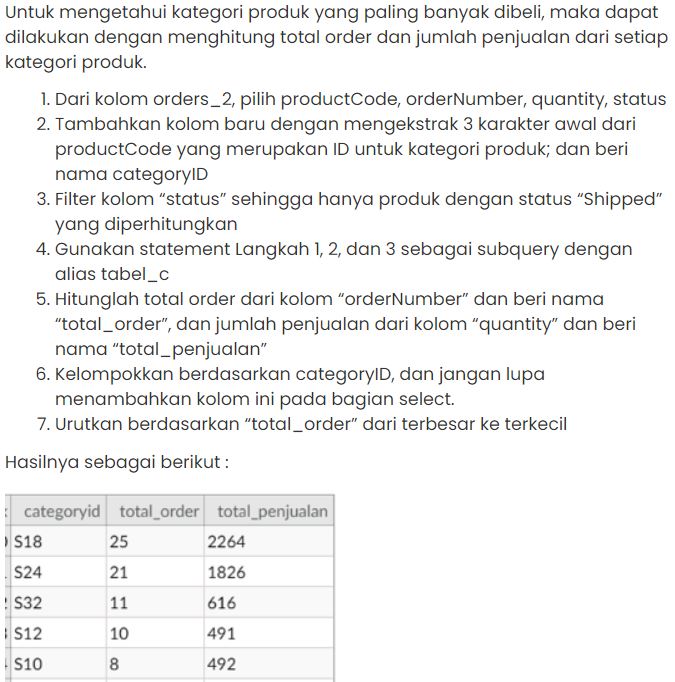 Untuk mengetahui kategori produk yang paling banyak dibeli, maka dapat
dilakukan dengan menghitung total order dan jumlah penjualan dari setiap
kategori produk.
1. Dari kolom orders_2, pilih productCode, orderNumber, quantity, status
2. Tambahkan kolom baru dengan mengekstrak 3 karakter awal dari
productCode yang merupakan ID untuk kategori produk; dan beri
nama categoryID
3. Filter kolom “status” sehingga hanya produk dengan status “Shipped”
yang diperhitungkan
4. Gunakan statement Langkah 1, 2, dan 3 sebagai subquery dengan
alias tabel_c
5. Hitunglah total order dari kolom “orderNumber” dan beri nama
“total_order”, dan jumlah penjualan dari kolom “quantity” dan beri
nama “total_penjualan”
6. Kelompokkan berdasarkan categoryID, dan jangan lupa
menambahkan kolom ini pada bagian select.
7. Urutkan berdasarkan “total_order” dari terbesar ke terkecil
Hasilnya sebagai berikut :
categoryid total_order total_penjualan
S18 25 2264
S24 21 1826
S32 11 616
S12 10 491
S10 8 492